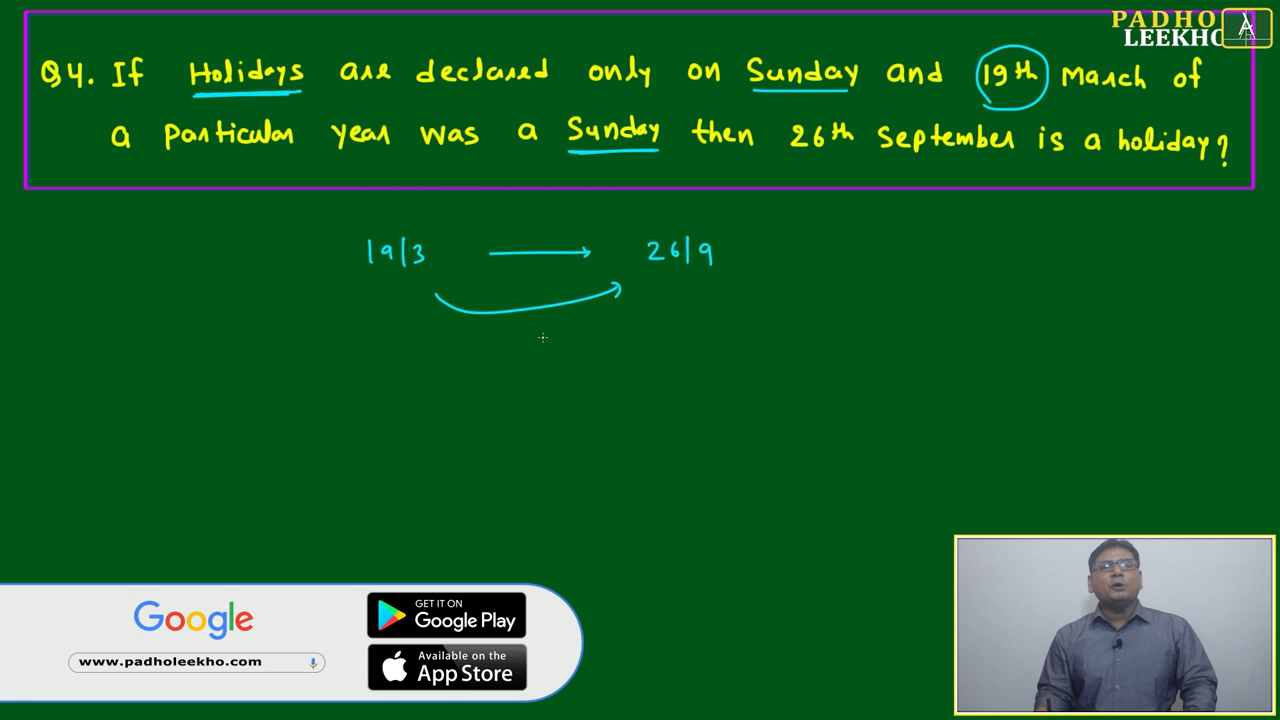 PADHO
LEEKHO
Q4. If Holidays are declared only on Sunday and 19th March of
a particular year was a Sunday then 26th September is a holiday?
19/3 → 26/9
Google
www.padholeekho.com
GET IT ON
Google Play
Available on the
App Store